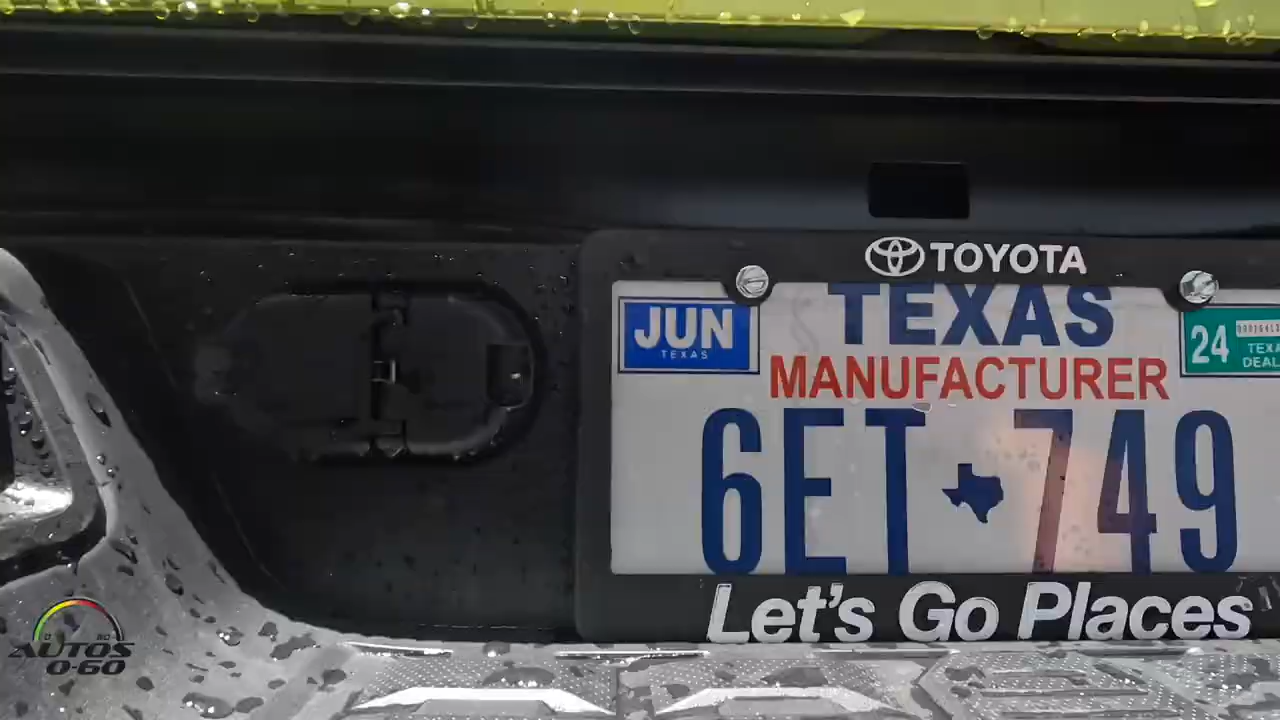 TOYOTA
JUN
TEXAS
TEXAS
24
MANUFACTURER
6ET 749
Let's Go Places
AUTOS
0-60